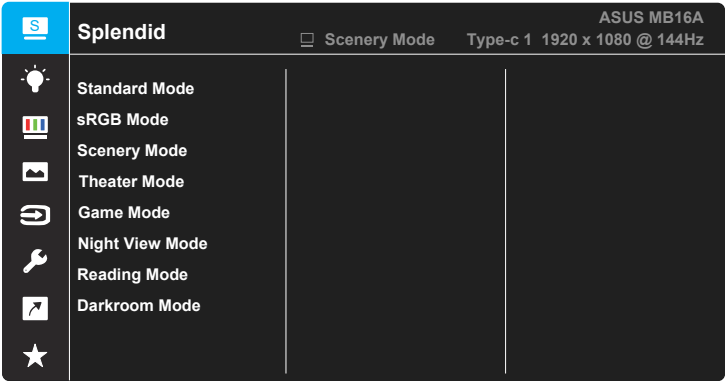 S
Splendid
ASUS MB16A
Scenery Mode Type-c 1 1920 x 1080 @ 144Hz
Standard Mode
sRGB Mode
Scenery Mode
Theater Mode
Game Mode
Night View Mode
Reading Mode
Darkroom Mode